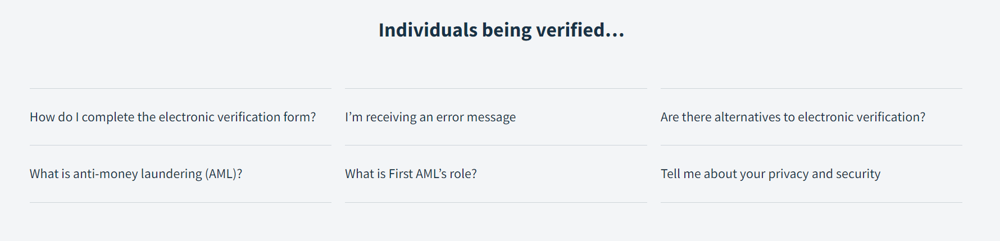 Individuals being verified...
How do I complete the electronic verification form?
I’m receiving an error message
Are there alternatives to electronic verification?
What is anti-money laundering (AML)?
What is First AML’s role?
Tell me about your privacy and security